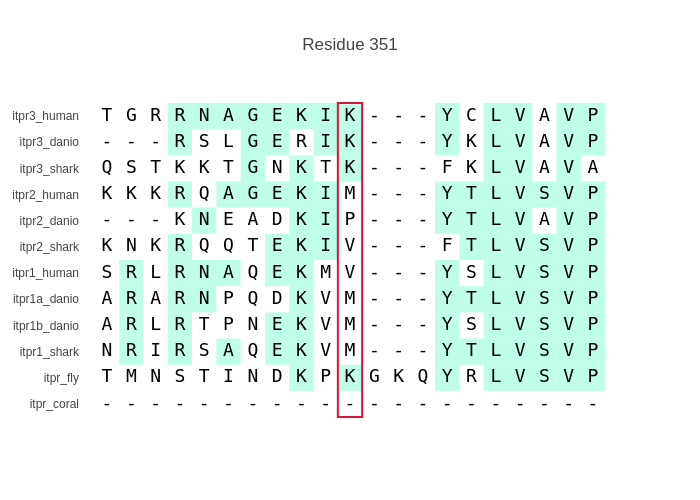 Residue 351
itpr3_human T G R R N A G E K I K - - - Y C L V A V P
itpr3_danio - - - R S L G E R I K - - - Y K L V A V P
itpr3_shark Q S T K K T G N K T K - - - F K L V A V A
itpr2_human K K K R Q A G E K I M - - - Y T L V S V P
itpr2_danio - - - K N E A D K I P - - - Y T L V A V P
itpr2_shark K N K R Q Q T E K I V - - - F T L V S V P
itpr1_human S R L R N A Q E K M V - - - Y S L V S V P
itpr1a_danio A R A R N P Q D K V M - - - Y T L V S V P
itpr1b_danio A R L R T P N E K V M - - - Y S L V S V P
itpr1_shark N R I R S A Q E K V M - - - Y T L V S V P
itpr_fly T M N S T I N D K P K G K Q Y R L V S V P
itpr_coral - - - - - - - - - - - - - - - - - - - - -